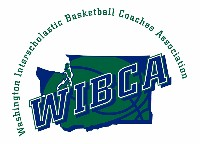 Washington Interscholastic Basketball Coaches Association
WIBCA